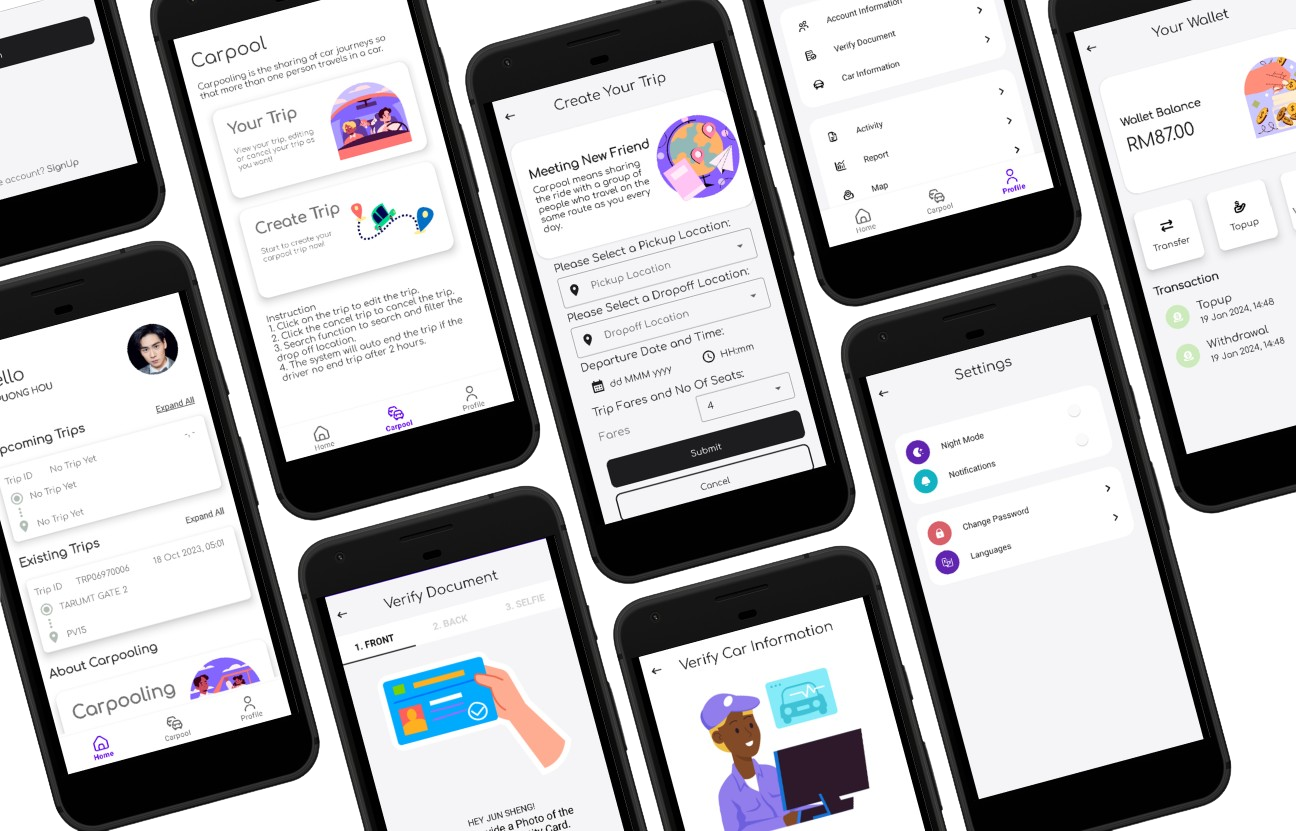 account? SignUp
ello
UONG HOU
Expand All
pcoming Trips
-.-
Trip ID No Trip Yet
No Trip Yet
No Trip Yet
Expand All
Existing Trips
Trip ID TRP06970006 18 Oct 2023, 05:01
TARUMT GATE 2
PV15
About Carpooling
Carpooling
Home
Carpool
Profile
Carpool
Carpooling is the sharing of car journeys so
that more than one person travels in a car.
Your Trip
View your trip, editing
or cancel your trip as
you want!
Create Trip
Start to create your
carpool trip now!
Instruction
1. Click on the trip to edit the trip.
2. Click the cancel trip to cancel the trip.
3. Search function to search and filter the
drop off location.
4. The system will auto end the trip if the
driver no end trip after 2 hours.
Home
Carpool
Profile
Verify Document
1. FRONT 2. BACK 3. SELFIE
HEY JUN SHENG!
ide a Photo of the
ty Card.
Create Your Trip
Meeting New Friend
Carpool means sharing
the ride with a group of
people who travel on the
same route as you every
day.
Please Select a Pickup Location:
Pickup Location
Please Select a Dropoff Location:
Dropoff Location
Departure Date and Time:
dd MMM yyyy HH:mm
Trip Fares and No Of Seats:
Fares 4
Submit
Cancel
Verify Car Information
Account Information
Verify Document
Car Information
Activity
Report
Map
Home
Carpool
Profile
Settings
Night Mode
Notifications
Change Password
Languages
Your Wallet
Wallet Balance
RM87.00
Transfer
Topup
Transaction
Topup
19 Jan 2024, 14:48
Withdrawal
19 Jan 2024, 14:48